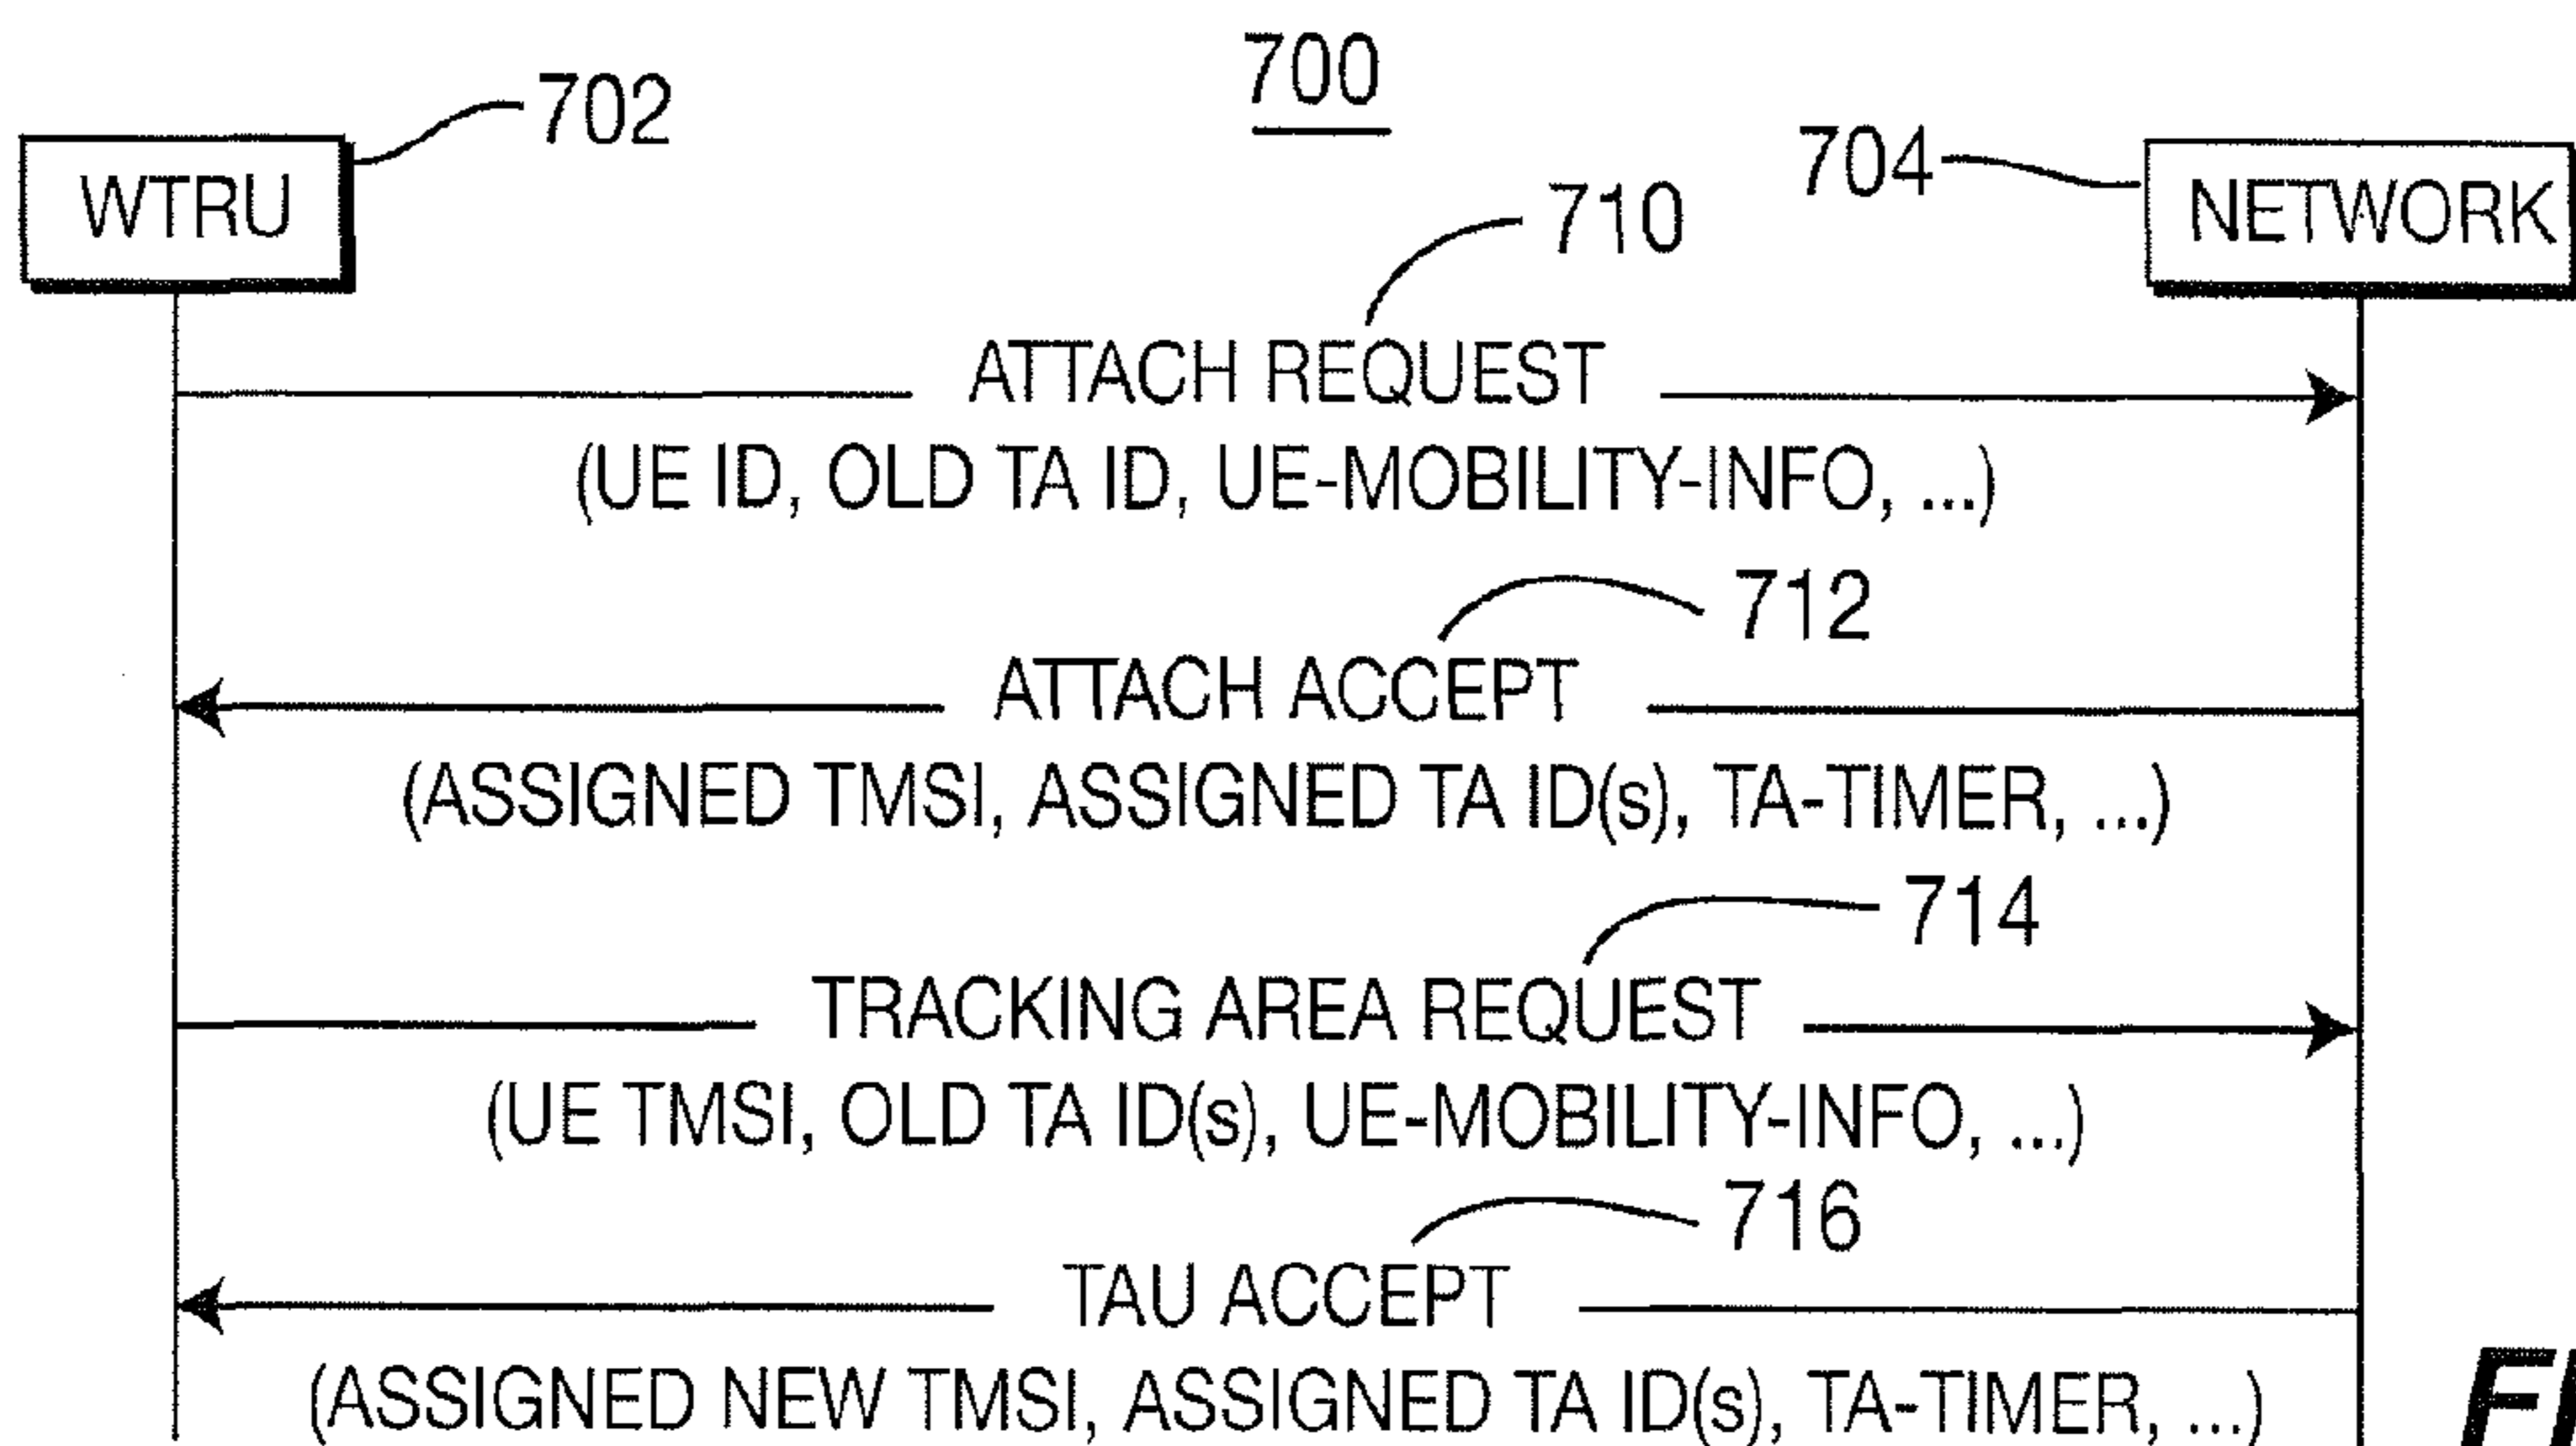 700
702
704
WTRU
NETWORK
710
ATTACH REQUEST
(UE ID, OLD TA ID, UE-MOBILITY-INFO, ...)
712
ATTACH ACCEPT
(ASSIGNED TMSI, ASSIGNED TA ID(s), TA-TIMER, ...)
714
TRACKING AREA REQUEST
(UE TMSI, OLD TA ID(s), UE-MOBILITY-INFO, ...)
716
TAU ACCEPT
(ASSIGNED NEW TMSI, ASSIGNED TA ID(s), TA-TIMER, ...)